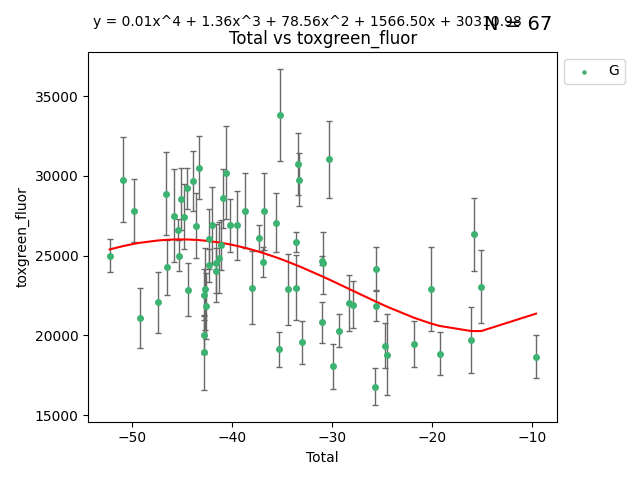 y = 0.01x^4 + 1.36x^3 + 78.56x^2 + 1566.50x + 30310.98
N = 67
Total vs toxgreen_fluor
G
35000
30000
25000
20000
15000
toxgreen_fluor
−50 −40 −30 −20 −10
Total